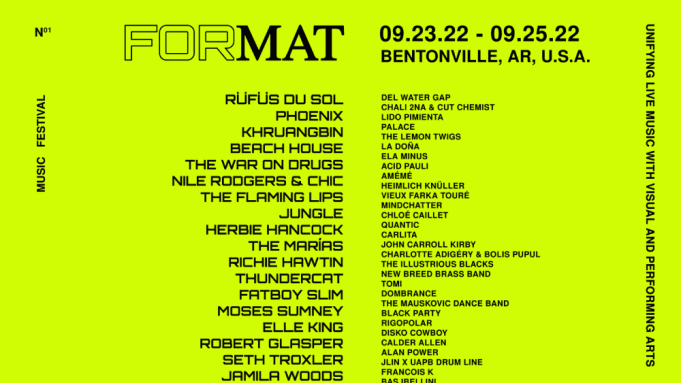 N01
FORMAT
09.23.22 - 09.25.22
BENTONVILLE, AR, U.S.A.
MUSIC FESTIVAL
RÜFÜS DU SOL
PHOENIX
KHRUANGBIN
BEACH HOUSE
THE WAR ON DRUGS
NILE RODGERS & CHIC
THE FLAMING LIPS
JUNGLE
HERBIE HANCOCK
THE MARÍAS
RICHIE HAWTIN
THUNDERCAT
FATBOY SLIM
MOSES SUMNEY
ELLE KING
ROBERT GLASPER
SETH TROXLER
JAMILA WOODS
DEL WATER GAP
CHALI 2NA & CUT CHEMIST
LIDO PIMIENTA
PALACE
THE LEMON TWIGS
LA DOÑA
ELA MINUS
ACID PAULI
AMÉMÉ
HEIMLICH KNÜLLER
VIEUX FARKA TOURÉ
MINDCHATTER
CHLOÉ CAILLET
QUANTIC
CARLITA
JOHN CARROLL KIRBY
CHARLOTTE ADIGÉRY & BOLIS PUPUL
THE ILLUSTRIOUS BLACKS
NEW BREED BRASS BAND
TOMI
DOMBRANCE
THE MAUSKOVIC DANCE BAND
BLACK PARTY
RIGOPOLAR
DISKO COWBOY
CALDER ALLEN
ALAN POWER
JLIN X UAPB DRUM LINE
FRANCOIS K
BAS IBELLINI
UNIFYING LIVE MUSIC WITH VISUAL AND PERFORMING ARTS